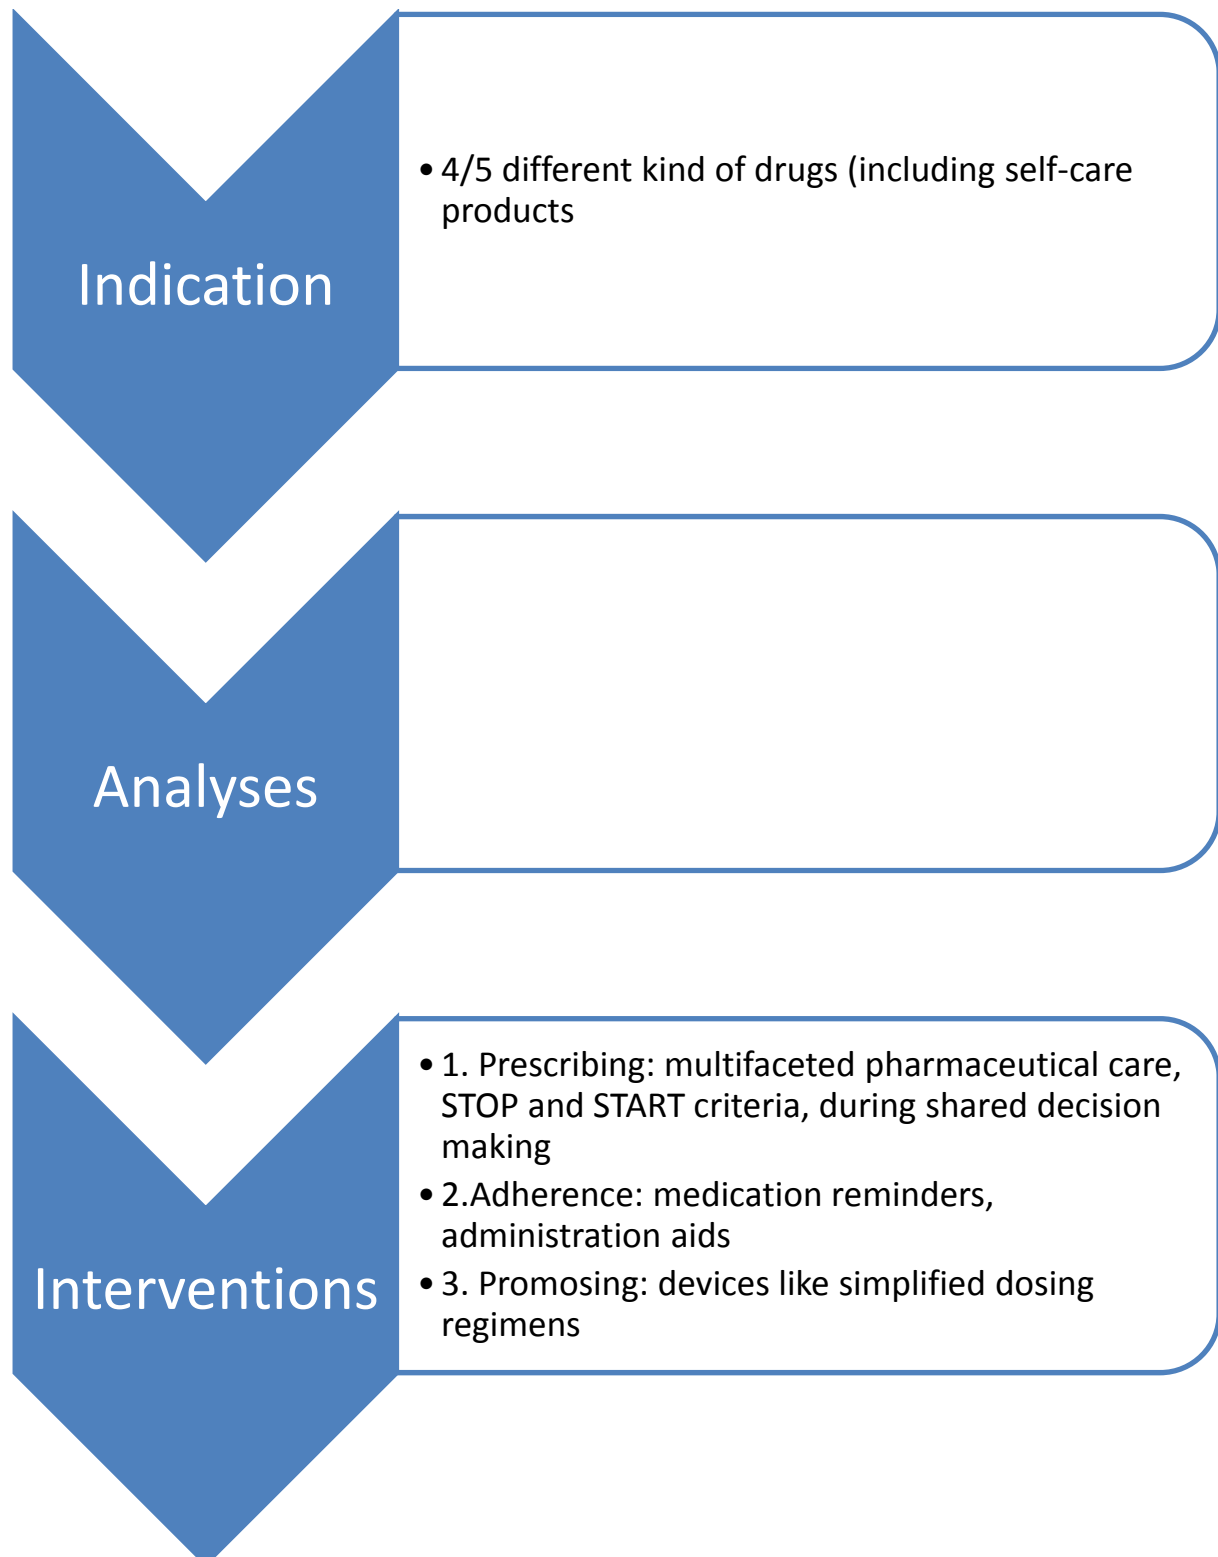 Indication
• 4/5 different kind of drugs (including self-care
products
Analyses
Interventions
• 1. Prescribing: multifaceted pharmaceutical care,
STOP and START criteria, during shared decision
making
• 2.Adherence: medication reminders,
administration aids
• 3. Promosing: devices like simplified dosing
regimens